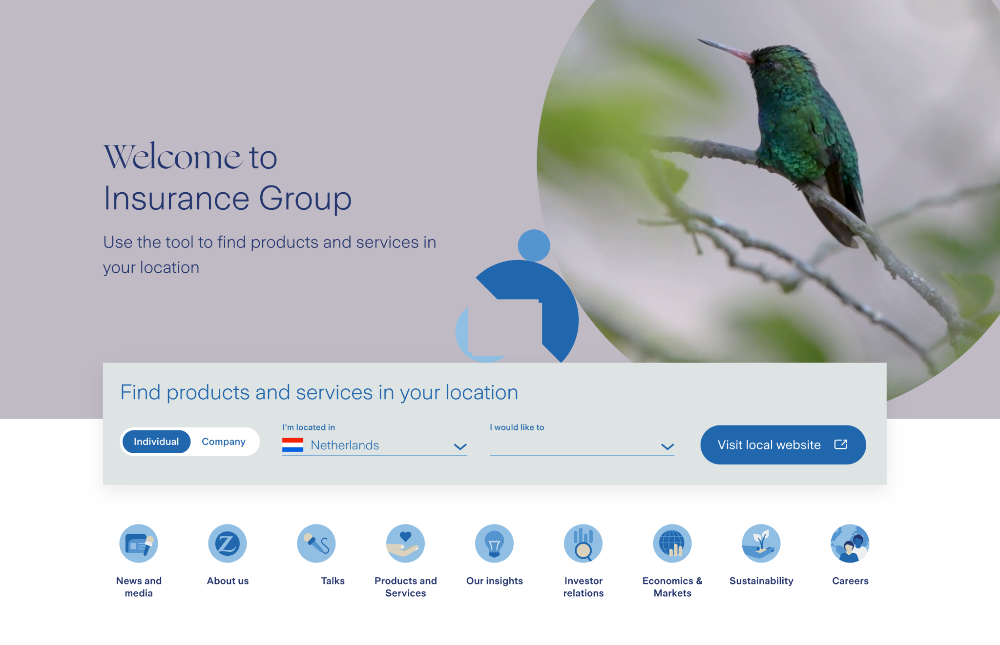 Welcome to
Insurance Group
Use the tool to find products and services in
your location
Find products and services in your location
Individual
Company
I'm located in
Netherlands
I would like to
Visit local website
News and
media
About us
Talks
Products and
Services
Our insights
Investor
relations
Economics &
Markets
Sustainability
Careers